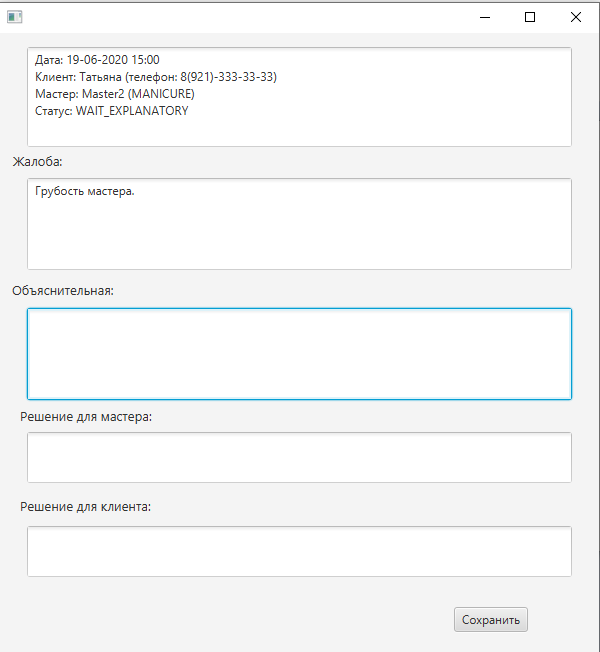 Дата: 19-06-2020 15:00
Клиент: Татьяна (телефон: 8(921)-333-33-33)
Мастер: Master2 (MANICURE)
Статус: WAIT_EXPLANATORY
Жалоба:
Грубость мастера.
Объяснительная:
Решение для мастера:
Решение для клиента:
Сохранить